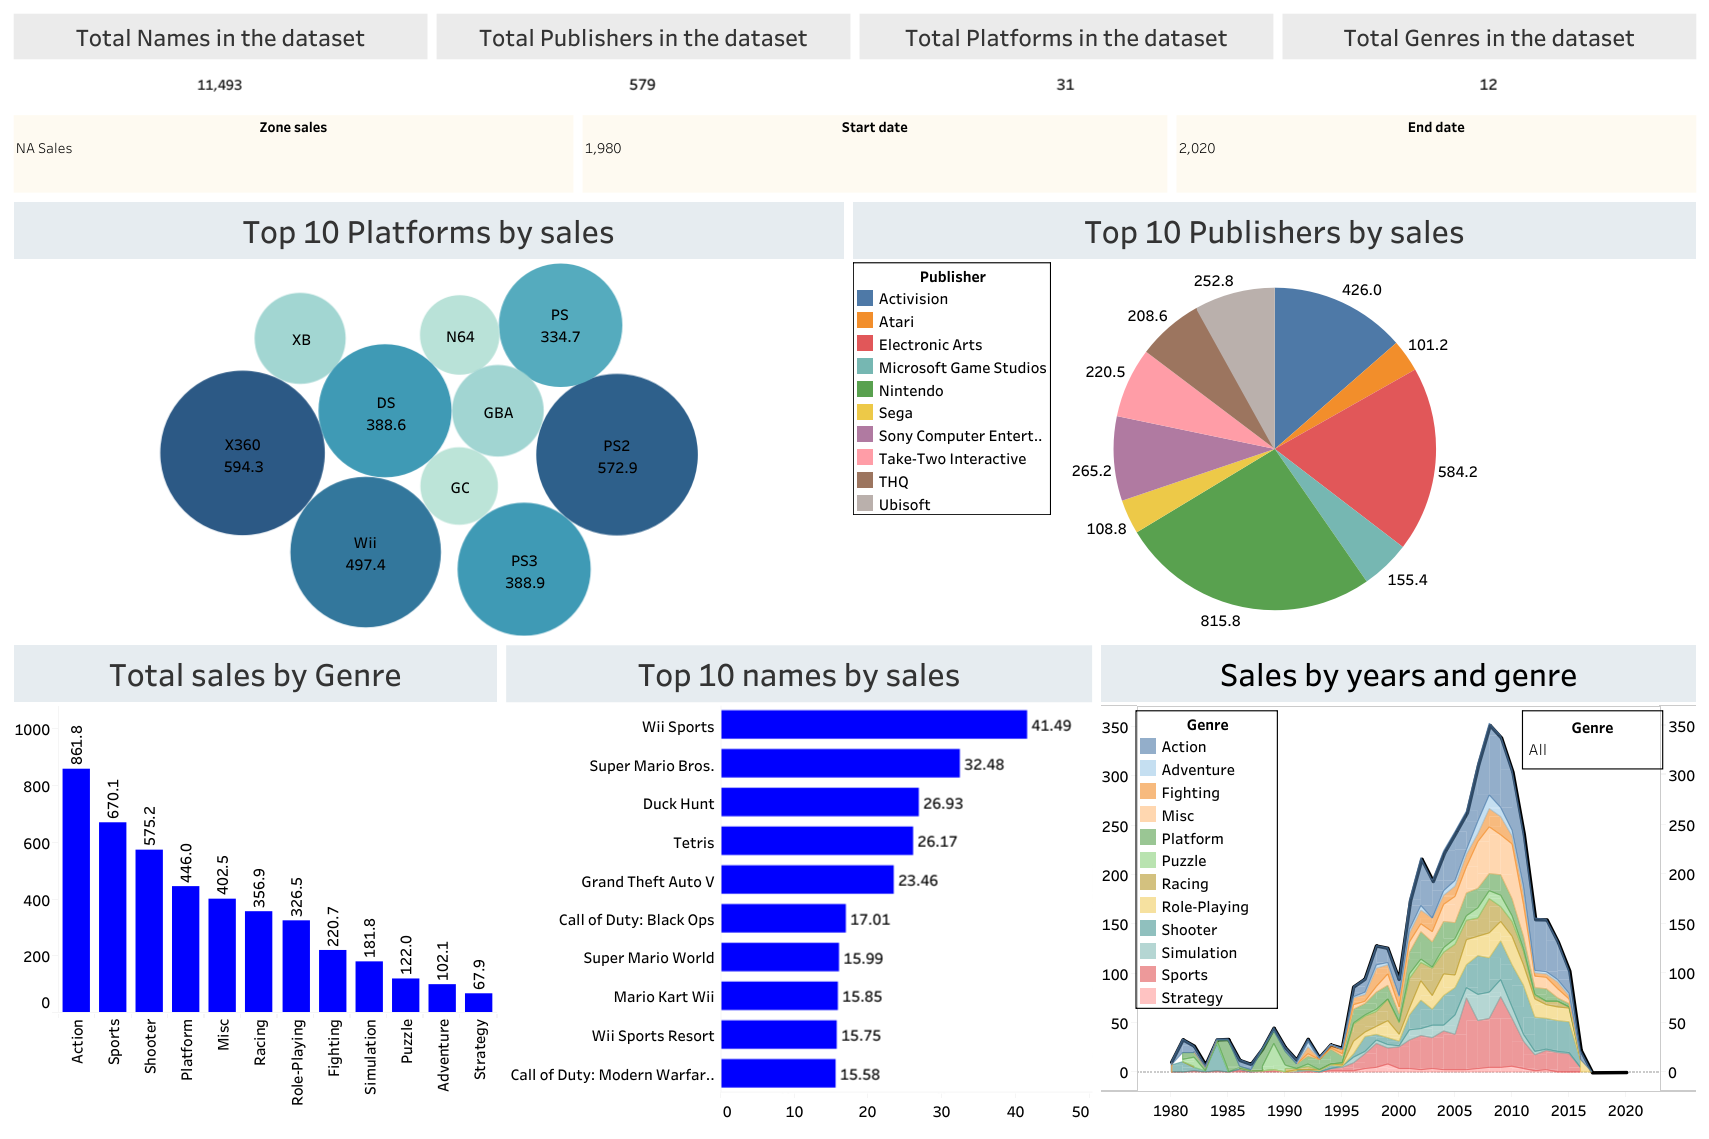 Total Names in the dataset
Total Publishers in the dataset
Total Platforms in the dataset
Total Genres in the dataset
11,493
579
31
12
Zone sales
Start date
End date
NA Sales
1,980
2,020
Top 10 Platforms by sales
XB
N64
PS
334.7
DS
388.6
GBA
X360
594.3
PS2
572.9
GC
Wii
497.4
PS3
388.9
Top 10 Publishers by sales
Publisher
Activision
Atari
Electronic Arts
Microsoft Game Studios
Nintendo
Sega
Sony Computer Entert..
Take-Two Interactive
THQ
Ubisoft
252.8
426.0
208.6
101.2
220.5
265.2
584.2
108.8
155.4
815.8
Total sales by Genre
1000
800
600
400
200
0
861.8
670.1
575.2
446.0
402.5
356.9
326.5
220.7
181.8
122.0
102.1
67.9
Action
Sports
Shooter
Platform
Misc
Racing
Role-Playing
Fighting
Simulation
Puzzle
Adventure
Strategy
Top 10 names by sales
Wii Sports 41.49
Super Mario Bros. 32.48
Duck Hunt 26.93
Tetris 26.17
Grand Theft Auto V 23.46
Call of Duty: Black Ops 17.01
Super Mario World 15.99
Mario Kart Wii 15.85
Wii Sports Resort 15.75
Call of Duty: Modern Warfar.. 15.58
0 10 20 30 40 50
Sales by years and genre
350
300
250
200
150
100
50
0
Genre
Action
Adventure
Fighting
Misc
Platform
Puzzle
Racing
Role-Playing
Shooter
Simulation
Sports
Strategy
Genre
All
350
300
250
200
150
100
50
0
1980 1985 1990 1995 2000 2005 2010 2015 2020